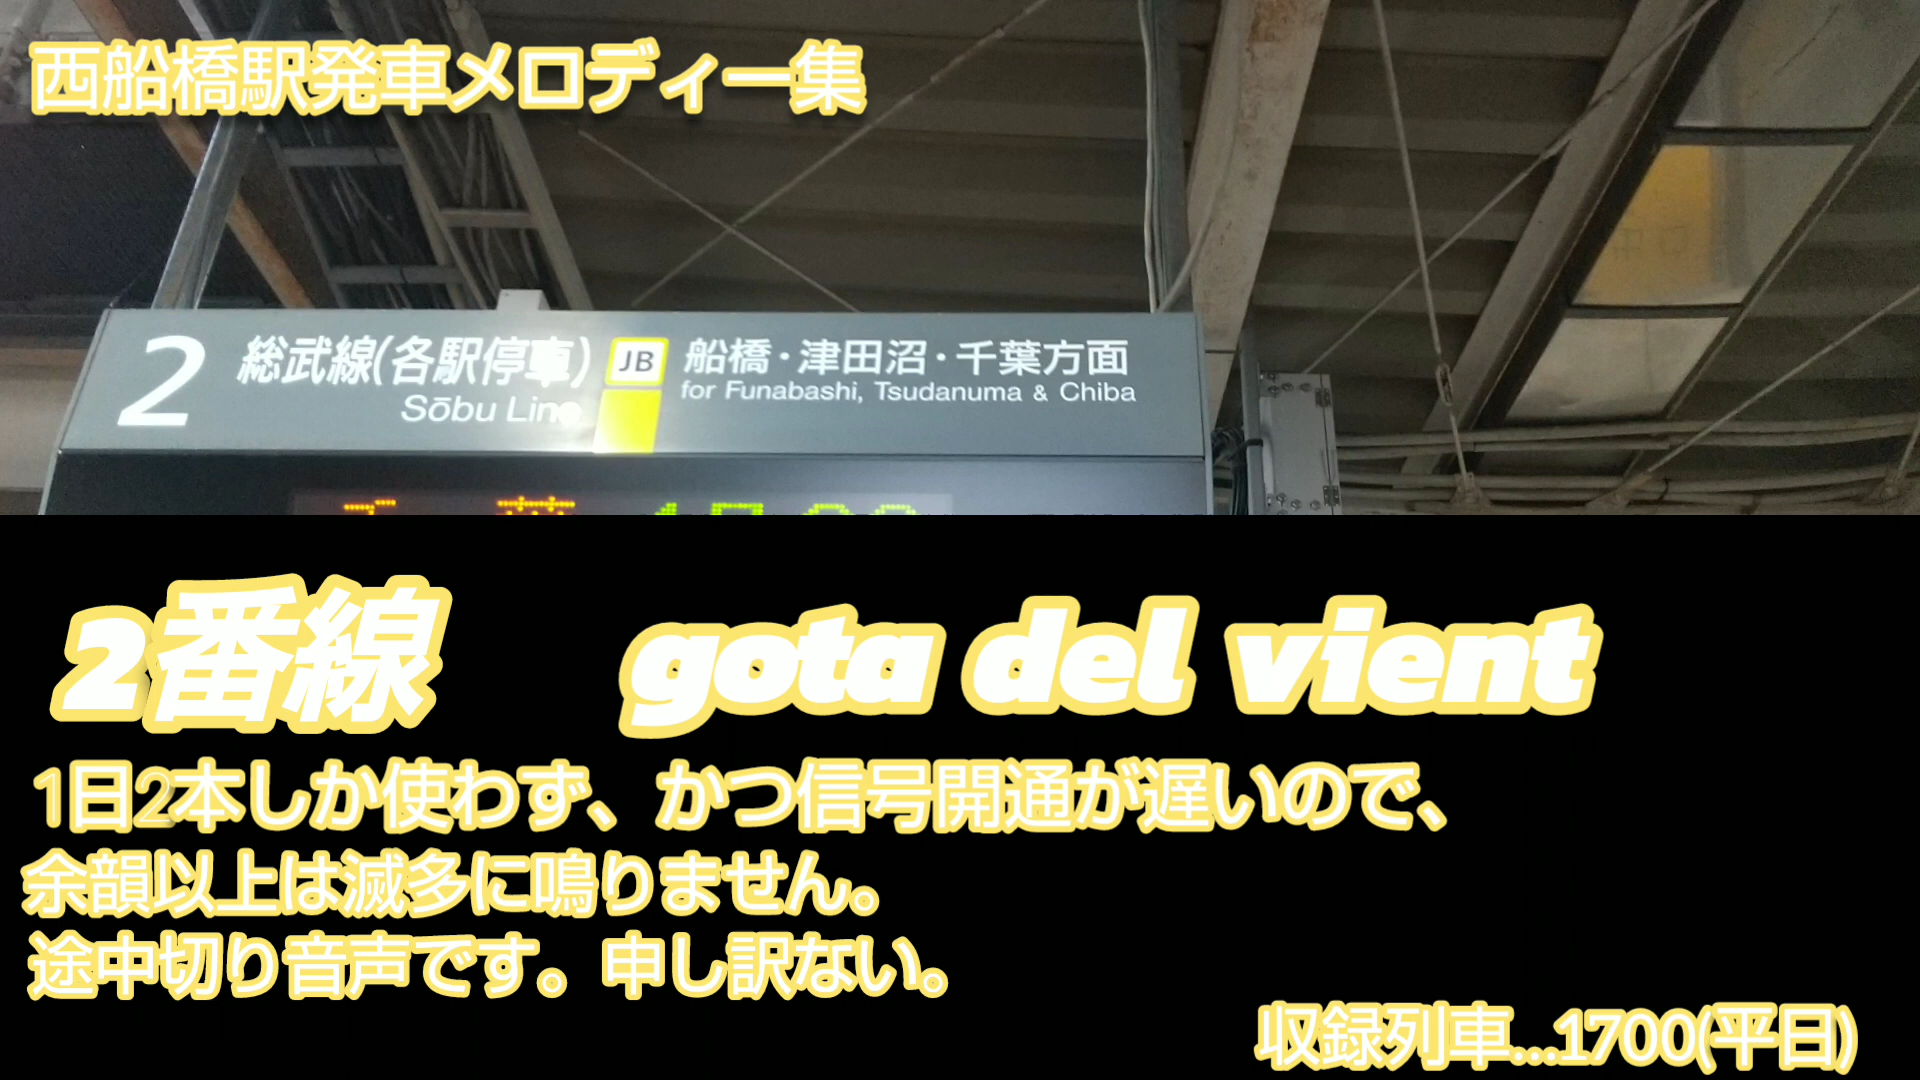 西船橋駅発車メロディー集
2 総武線(各駅停車) JB 船橋・津田沼・千葉方面
Sōbu Line for Funabashi, Tsudanuma & Chiba
2番線 gota del vient
1日2本しか使わず、かつ信号開通が遅いので、
余韻以上は滅多に鳴りません。
途中切り音声です。申し訳ない。
収録列車…1700(平日)